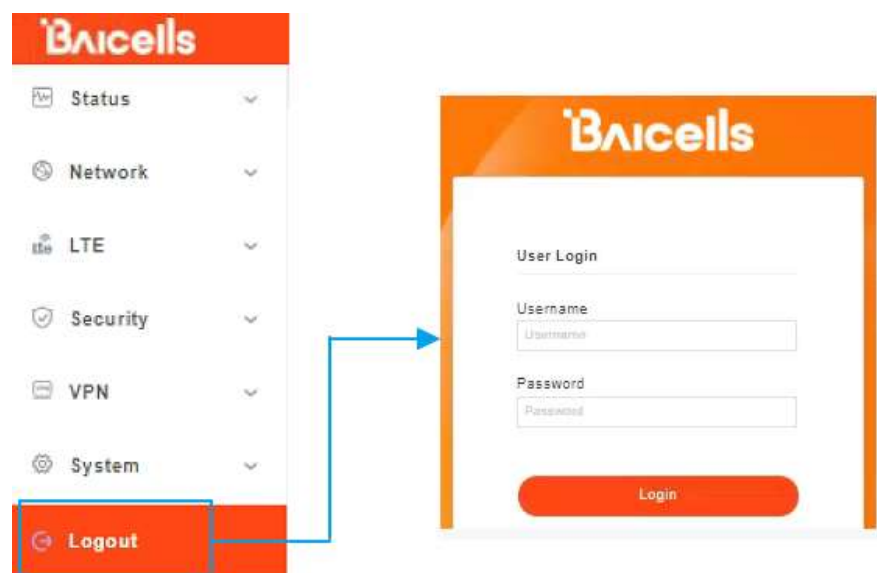 Baicells
Status
Network
LTE
Security
VPN
System
Logout
Baicells
User Login
Username
Username
Password
Password
Login